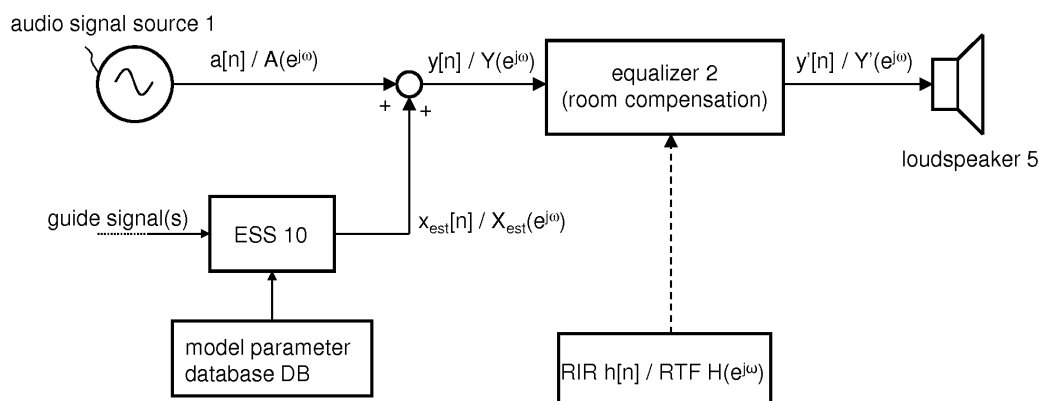 audio signal source 1
a[n] / A(e^jω)
y[n] / Y(e^jω)
equalizer 2
(room compensation)
y'[n] / Y'(e^jω)
+
+
loudspeaker 5
guide signal(s)
ESS 10
x_est[n] / X_est(e^jω)
model parameter
database DB
RIR h[n] / RTF H(e^jω)